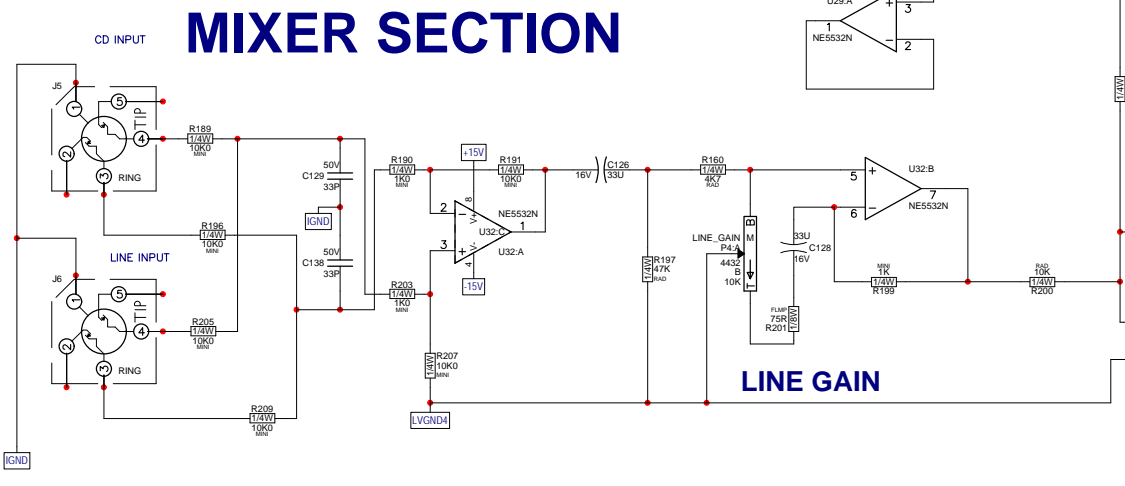 MIXER SECTION
CD INPUT
U29:A
+
3
1
NE5532N
2
−
1/4W
J5
1
5
TIP
4
2
3
RING
R189
1/4W
10K0
MINI
R196
1/4W
10K0
MINI
50V
C129
33P
IGND
50V
C138
33P
R190
1/4W
1K0
MINI
+15V
R191
1/4W
10K0
MINI
8
V+
2
−
NE5532N
U32:C
1
3
+
V-
4
U32:A
-15V
16V
C126
33U
R160
1/4W
4K7
RAD
U32:B
5
+
7
6
−
NE5532N
B
M
LINE_GAIN
P4:A
4432
B
10K
T
33U
C128
16V
R197
47K
1/4W
RAD
MINI
1K
1/4W
R199
RAD
10K
1/4W
R200
FLMP
75R
R201
1/8W
LINE INPUT
J6
1
5
TIP
4
2
3
RING
R205
1/4W
10K0
MINI
R203
1/4W
1K0
MINI
R207
10K0
1/4W
MINI
R209
1/4W
10K0
MINI
LINE GAIN
LVGND4
IGND